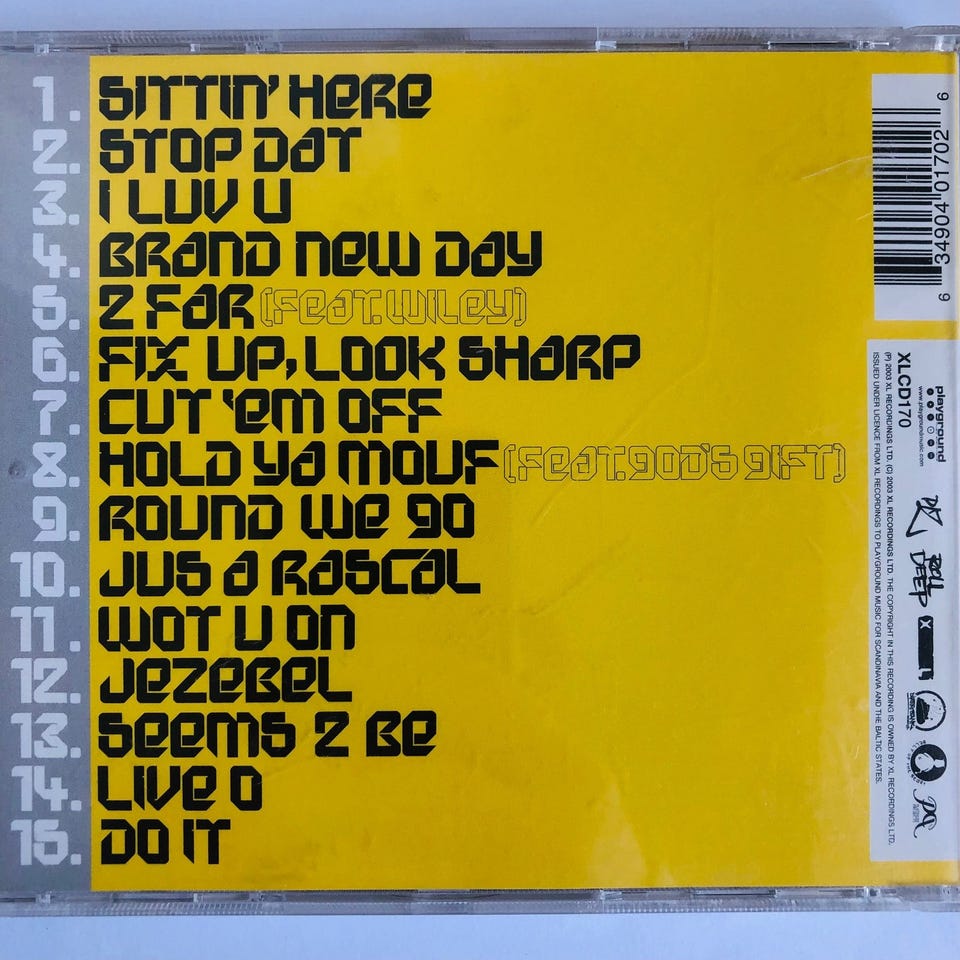 1. SITTIN' HERE
2. STOP DAT
3. I LUV U
4. BRAND NEW DAY
5. 2 FAR (FEAT. WILEY)
6. FIX UP, LOOK SHARP
7. CUT 'EM OFF
8. HOLD YA MOUF (FEAT. GOD'S GIFT)
9. ROUND WE GO
10. JUS A RASCAL
11. WOT U ON
12. JEZEBEL
13. SEEMS 2 BE
14. LIVE O
15. DO IT
6 34904 01702 6
playground
www.playgroundmusic.com
XLCD170
(P) 2003 XL RECORDINGS LTD. (C) 2003 XL RECORDINGS LTD. THE COPYRIGHT IN THIS RECORDING IS OWNED BY XL RECORDINGS LTD.
ISSUED UNDER LICENCE FROM XL RECORDINGS TO PLAYGROUND MUSIC FOR SCANDINAVIA AND THE BALTIC STATES.
ROLL
DEEP